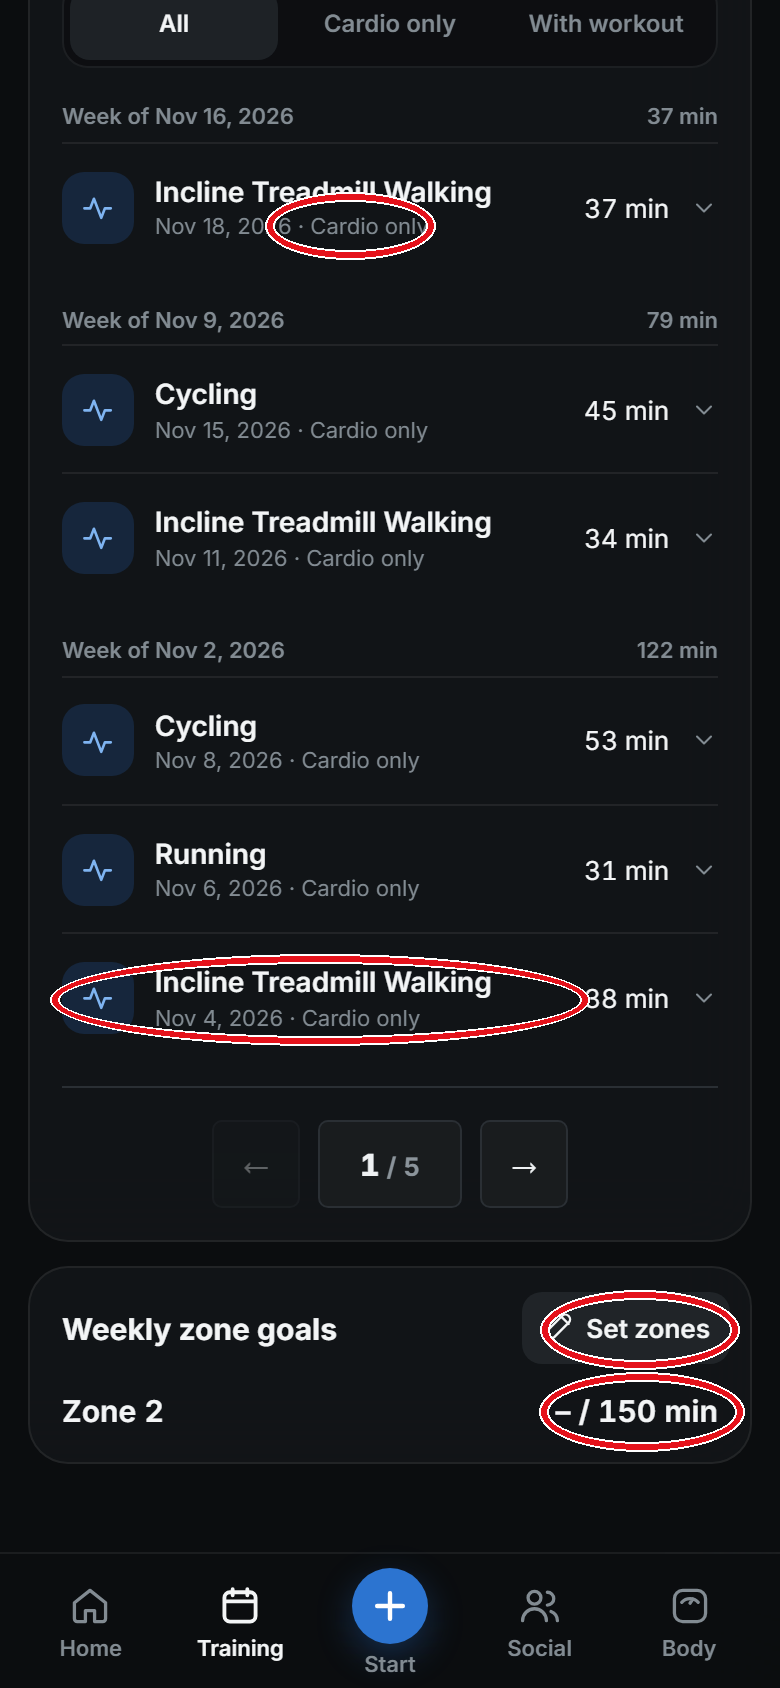 All Cardio only With workout
Week of Nov 16, 2026 37 min
Incline Treadmill Walking
Nov 18, 2026 · Cardio only 37 min
Week of Nov 9, 2026 79 min
Cycling
Nov 15, 2026 · Cardio only 45 min
Incline Treadmill Walking
Nov 11, 2026 · Cardio only 34 min
Week of Nov 2, 2026 122 min
Cycling
Nov 8, 2026 · Cardio only 53 min
Running
Nov 6, 2026 · Cardio only 31 min
Incline Treadmill Walking
Nov 4, 2026 · Cardio only 38 min
← 1 / 5 →
Weekly zone goals Set zones
Zone 2 – / 150 min
Home Training Start Social Body